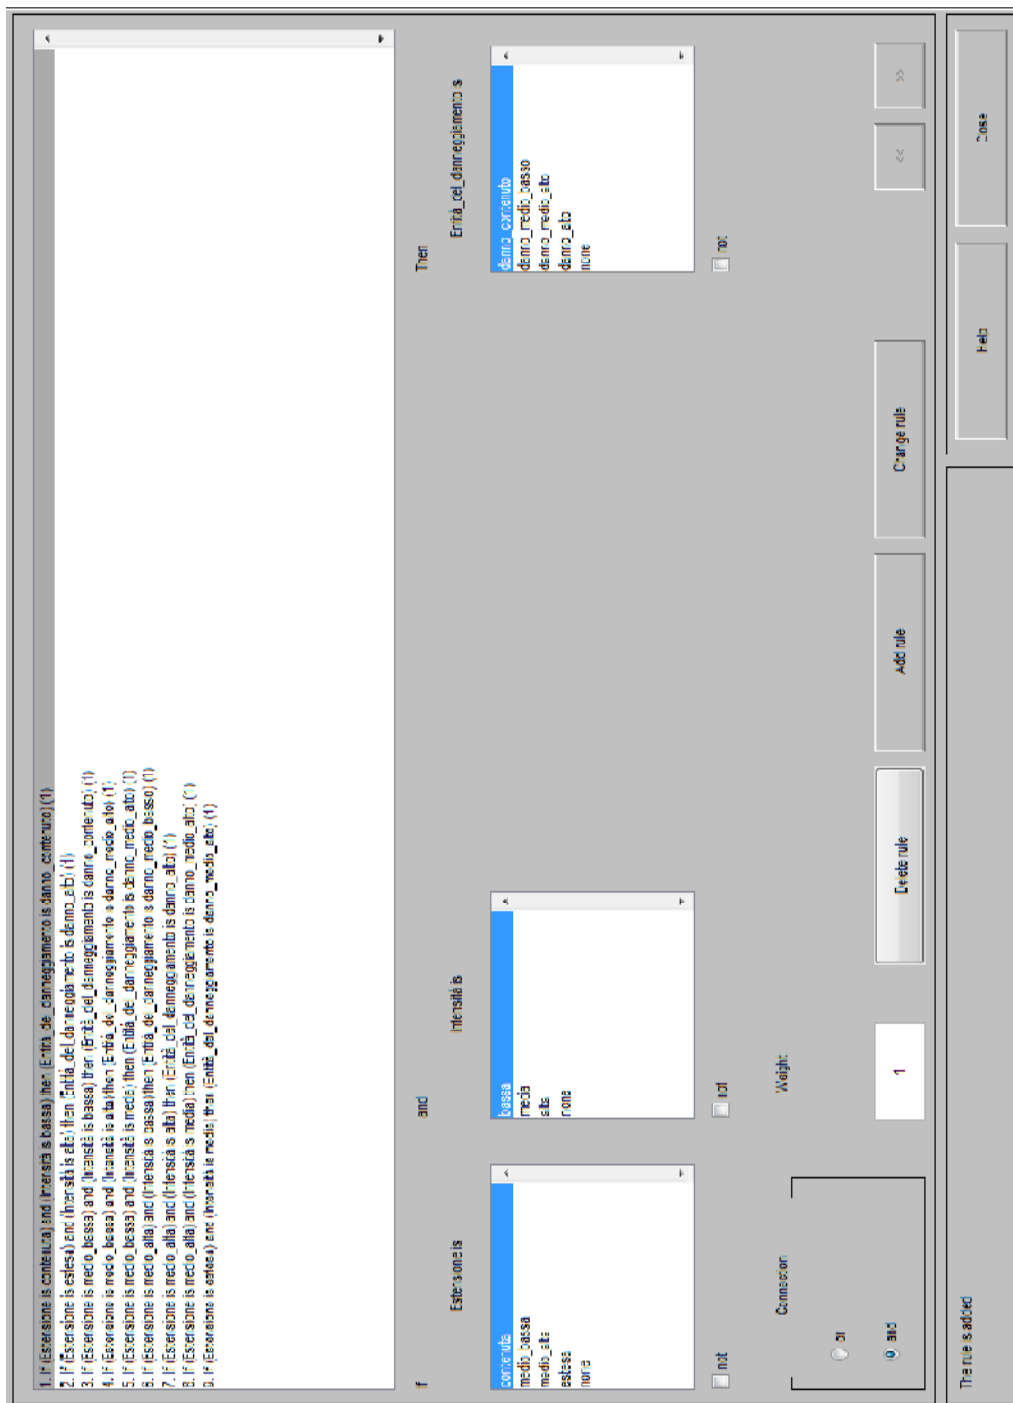 1. If (Estensione is contenuta) and (Intensità is bassa) then (Entità_del_danneggiamento is danno_contenuto) (1)
2. If (Estensione is estesa) and (Intensità is alta) then (Entità_del_danneggiamento is danno_alto) (1)
3. If (Estensione is medio_bassa) and (Intensità is bassa) then (Entità_del_danneggiamento is danno_contenuto) (1)
4. If (Estensione is medio_bassa) and (Intensità is alta) then (Entità_del_danneggiamento is danno_medio_alto) (1)
5. If (Estensione is medio_bassa) and (Intensità is media) then (Entità_del_danneggiamento is danno_medio_alto) (1)
6. If (Estensione is medio_alta) and (Intensità is bassa) then (Entità_del_danneggiamento is danno_medio_basso) (1)
7. If (Estensione is medio_alta) and (Intensità is alta) then (Entità_del_danneggiamento is danno_alto) (1)
8. If (Estensione is medio_alta) and (Intensità is media) then (Entità_del_danneggiamento is danno_medio_alto) (1)
9. If (Estensione is estesa) and (Intensità is media) then (Entità_del_danneggiamento is danno_medio_alto) (1)
If
and
Then
Estensione is
Intensità is
Entità_del_danneggiamento is
contenuta
medio_bassa
medio_alta
estesa
none
bassa
media
alta
none
danno_contenuto
danno_medio_basso
danno_medio_alto
danno_alto
none
not
not
not
Connection
or
and
Weight
1
Delete rule
Add rule
Change rule
<<
>>
The rule is added
Help
Close